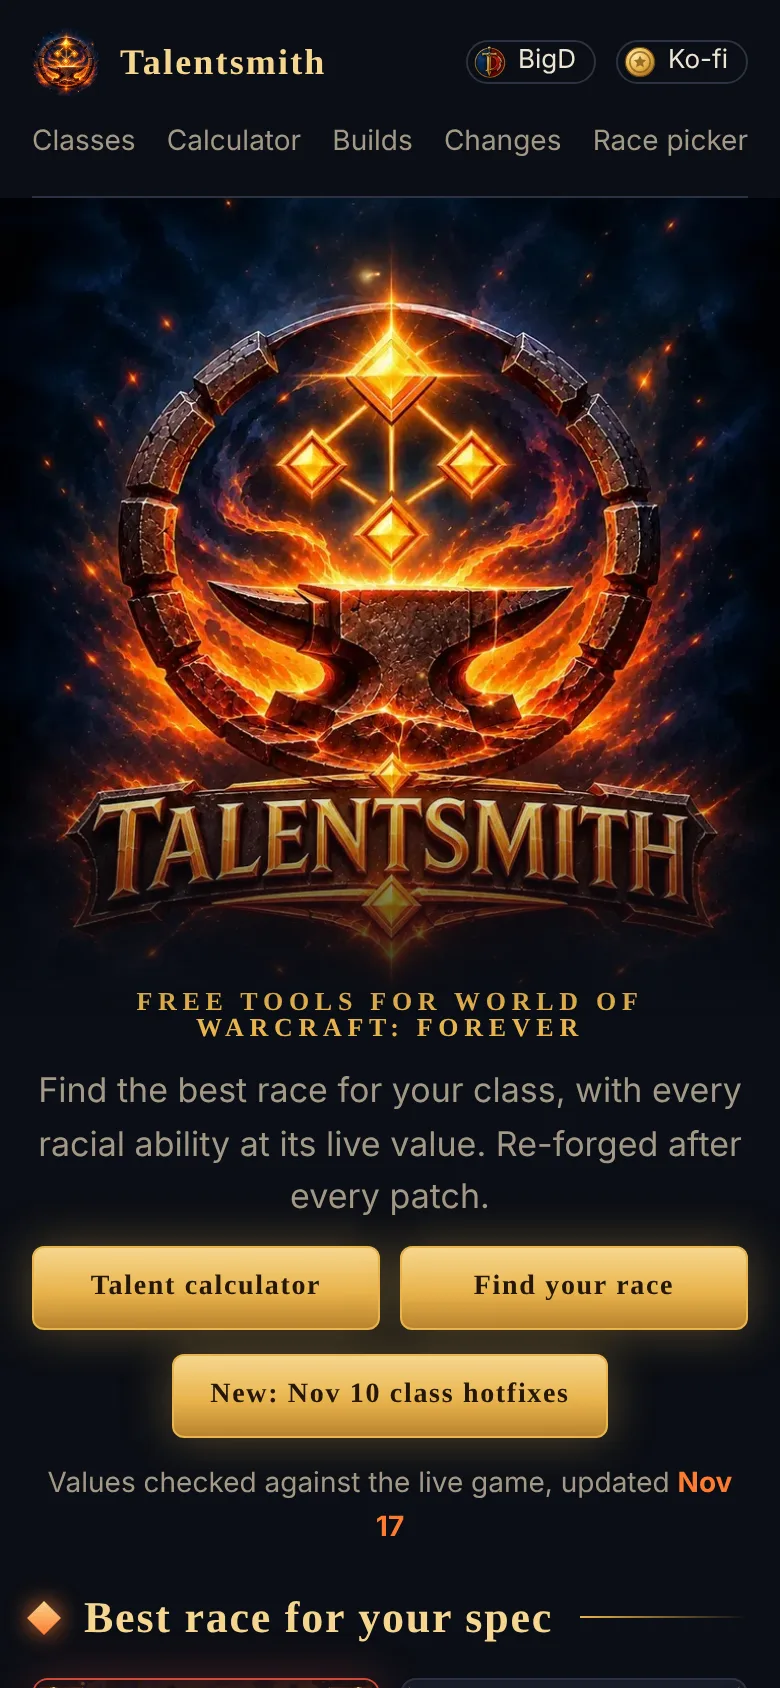 Talentsmith
BigD
Ko-fi
Classes Calculator Builds Changes Race picker
TALENTSMITH
FREE TOOLS FOR WORLD OF
WARCRAFT: FOREVER
Find the best race for your class, with every
racial ability at its live value. Re-forged after
every patch.
Talent calculator
Find your race
New: Nov 10 class hotfixes
Values checked against the live game, updated Nov
17
Best race for your spec